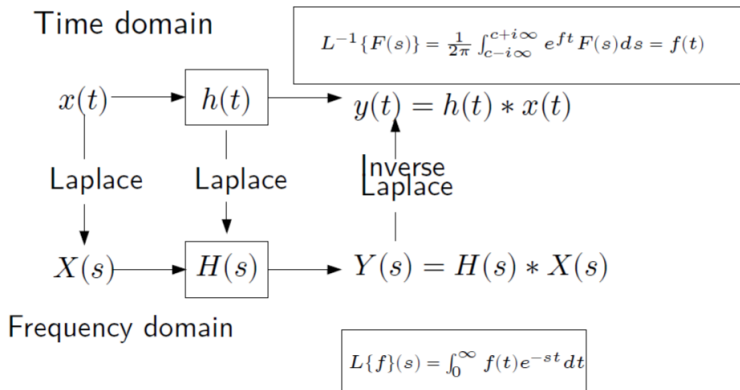 Time domain
L^{-1}{F(s)} = \frac{1}{2\pi} \int_{c-i\infty}^{c+i\infty} e^{ft} F(s)ds = f(t)
x(t) h(t) y(t) = h(t) * x(t)
Laplace Laplace Inverse
Laplace
X(s) H(s) Y(s) = H(s) * X(s)
Frequency domain
L{f}(s) = \int_0^\infty f(t)e^{-st}dt